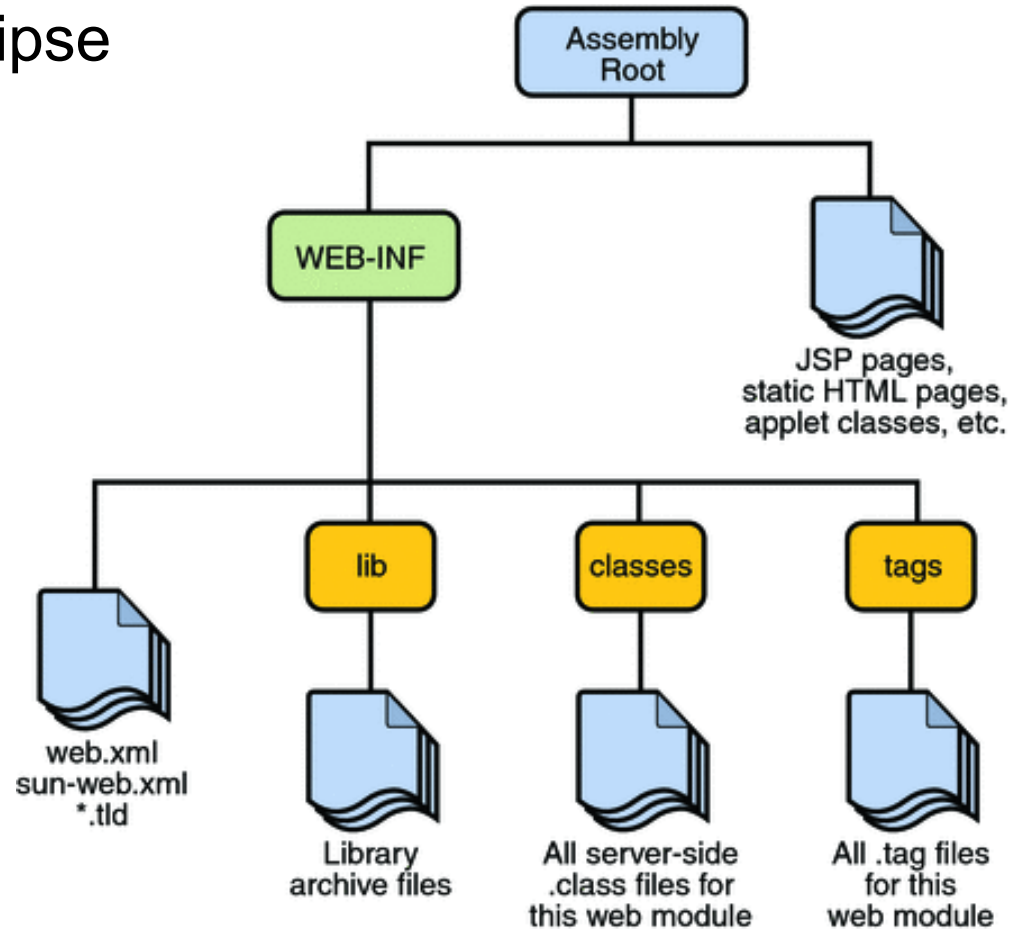 ipse
Assembly
Root
WEB-INF
JSP pages,
static HTML pages,
applet classes, etc.
lib
classes
tags
web.xml
sun-web.xml
*.tld
Library
archive files
All server-side
.class files for
this web module
All .tag files
for this
web module